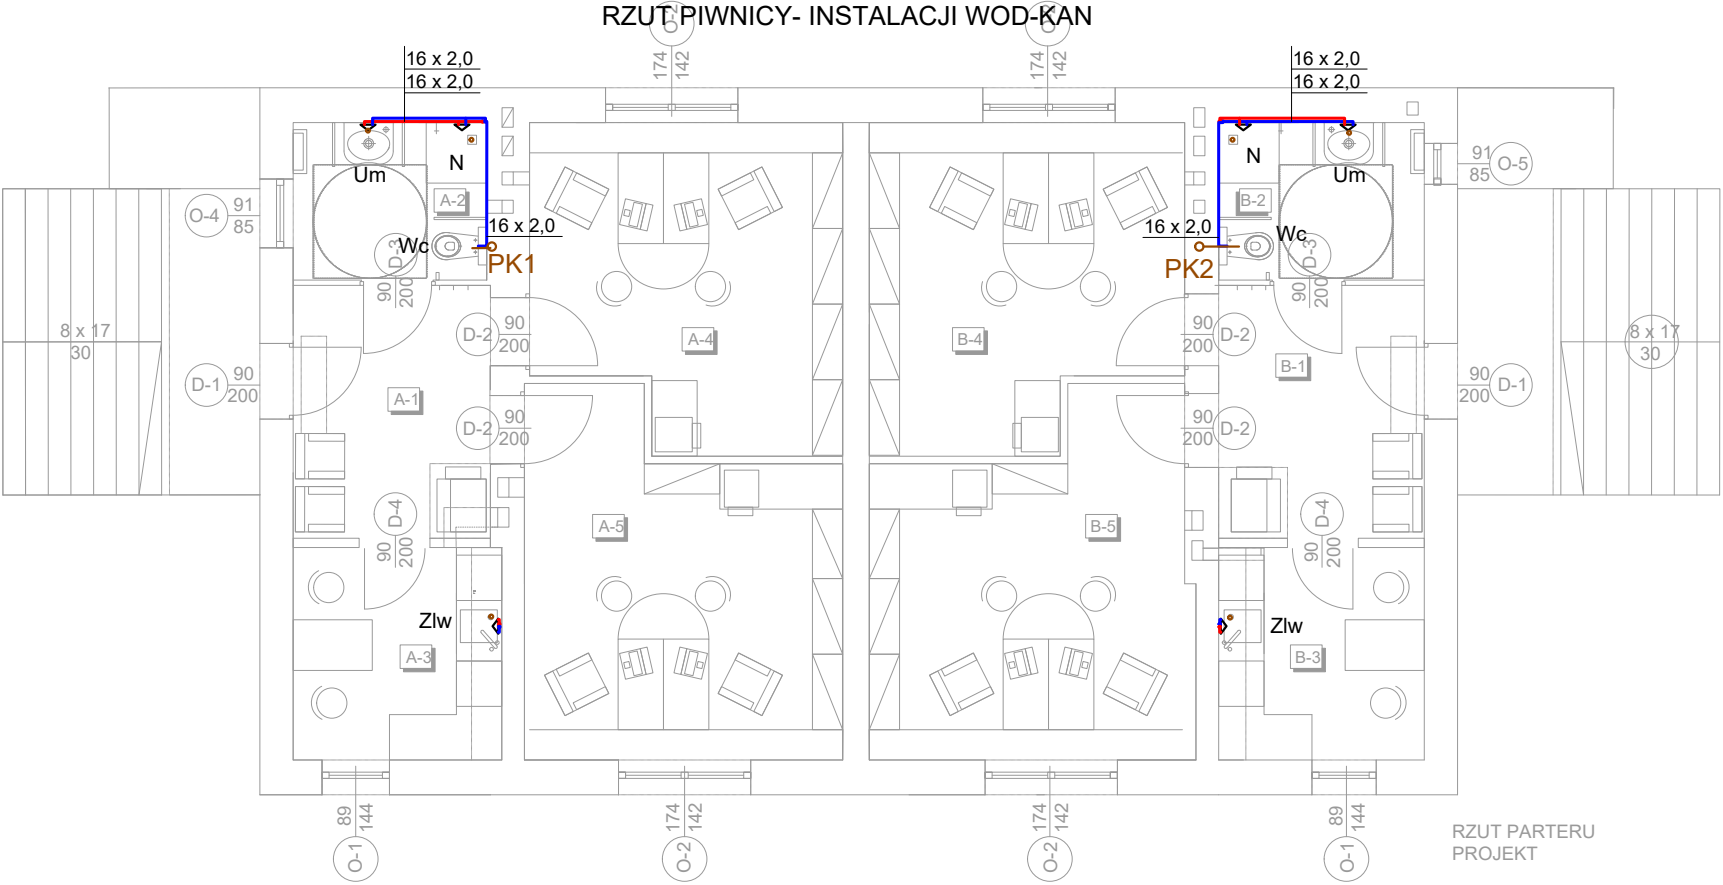 RZUT PIWNICY- INSTALACJI WOD-KAN
O-2
174
142
174
142
16 x 2,0
16 x 2,0
16 x 2,0
16 x 2,0
Um
N
A-2
Wc
16 x 2,0
PK1
O-4
91
85
D-3
90
200
N
Um
B-2
Wc
16 x 2,0
PK2
91
85
O-5
D-3
90
200
8 x 17
30
D-1
90
200
A-1
D-2
90
200
A-4
B-4
90
200
D-2
B-1
90
200
D-1
8 x 17
30
D-2
90
200
90
200
D-2
D-4
90
200
A-5
B-5
D-4
90
200
Zlw
A-3
Zlw
B-3
89
144
O-1
174
142
O-2
174
142
O-2
89
144
O-1
RZUT PARTERU
PROJEKT